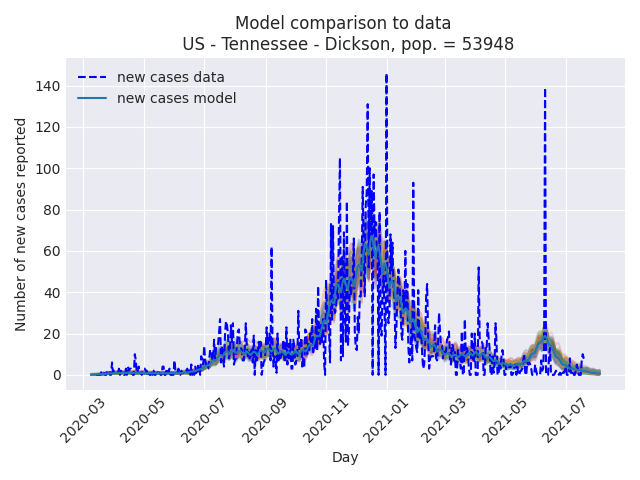 Model comparison to data
US - Tennessee - Dickson, pop. = 53948
new cases data
new cases model
Number of new cases reported
140
120
100
80
60
40
20
0
2020-03
2020-05
2020-07
2020-09
2020-11
2021-01
2021-03
2021-05
2021-07
Day